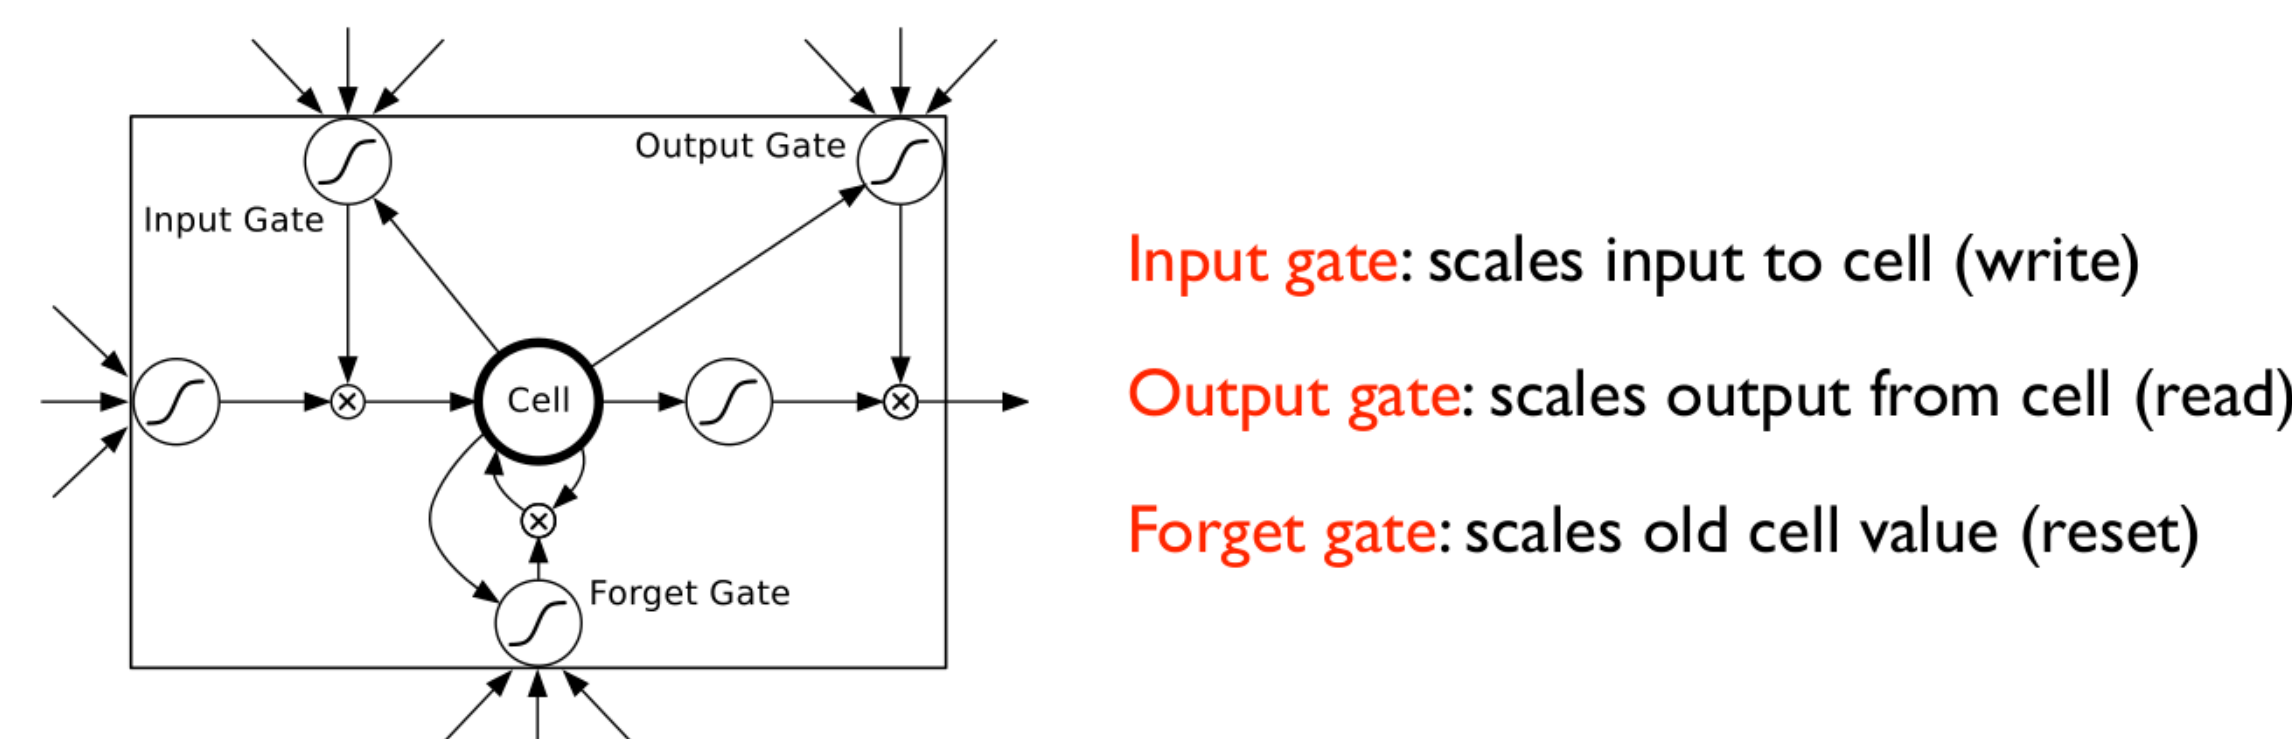 Output Gate
Input Gate
Cell
Forget Gate
Input gate: scales input to cell (write)
Output gate: scales output from cell (read)
Forget gate: scales old cell value (reset)